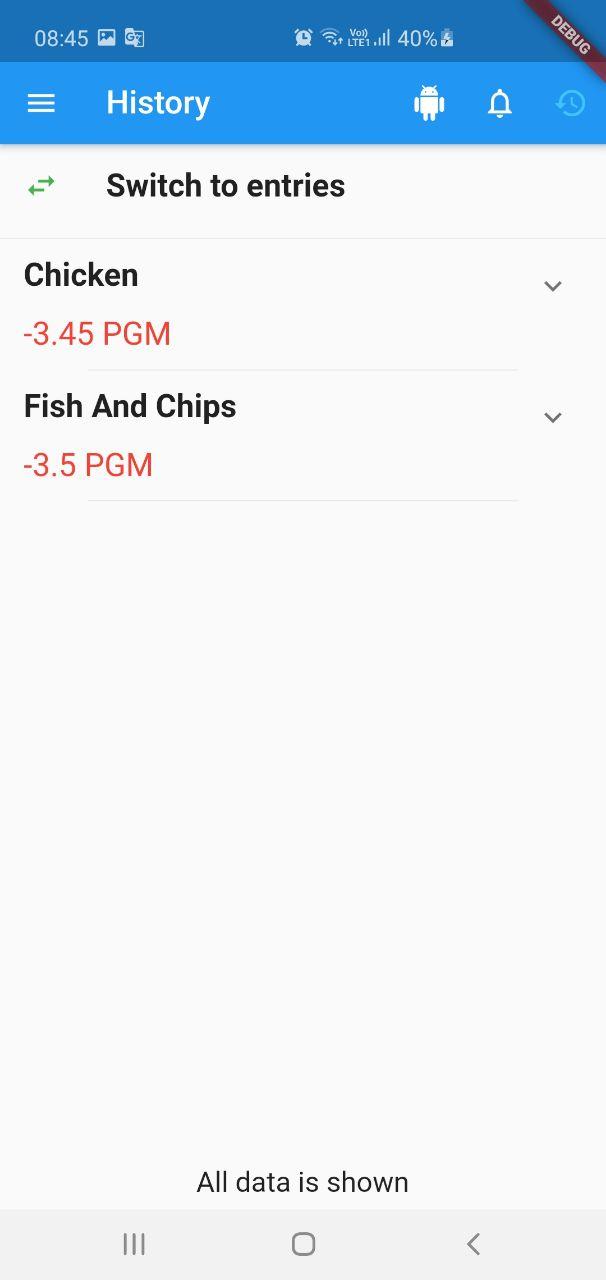 08:45 Vo)) LTE1 40%
DEBUG
History
Switch to entries
Chicken
-3.45 PGM
Fish And Chips
-3.5 PGM
All data is shown